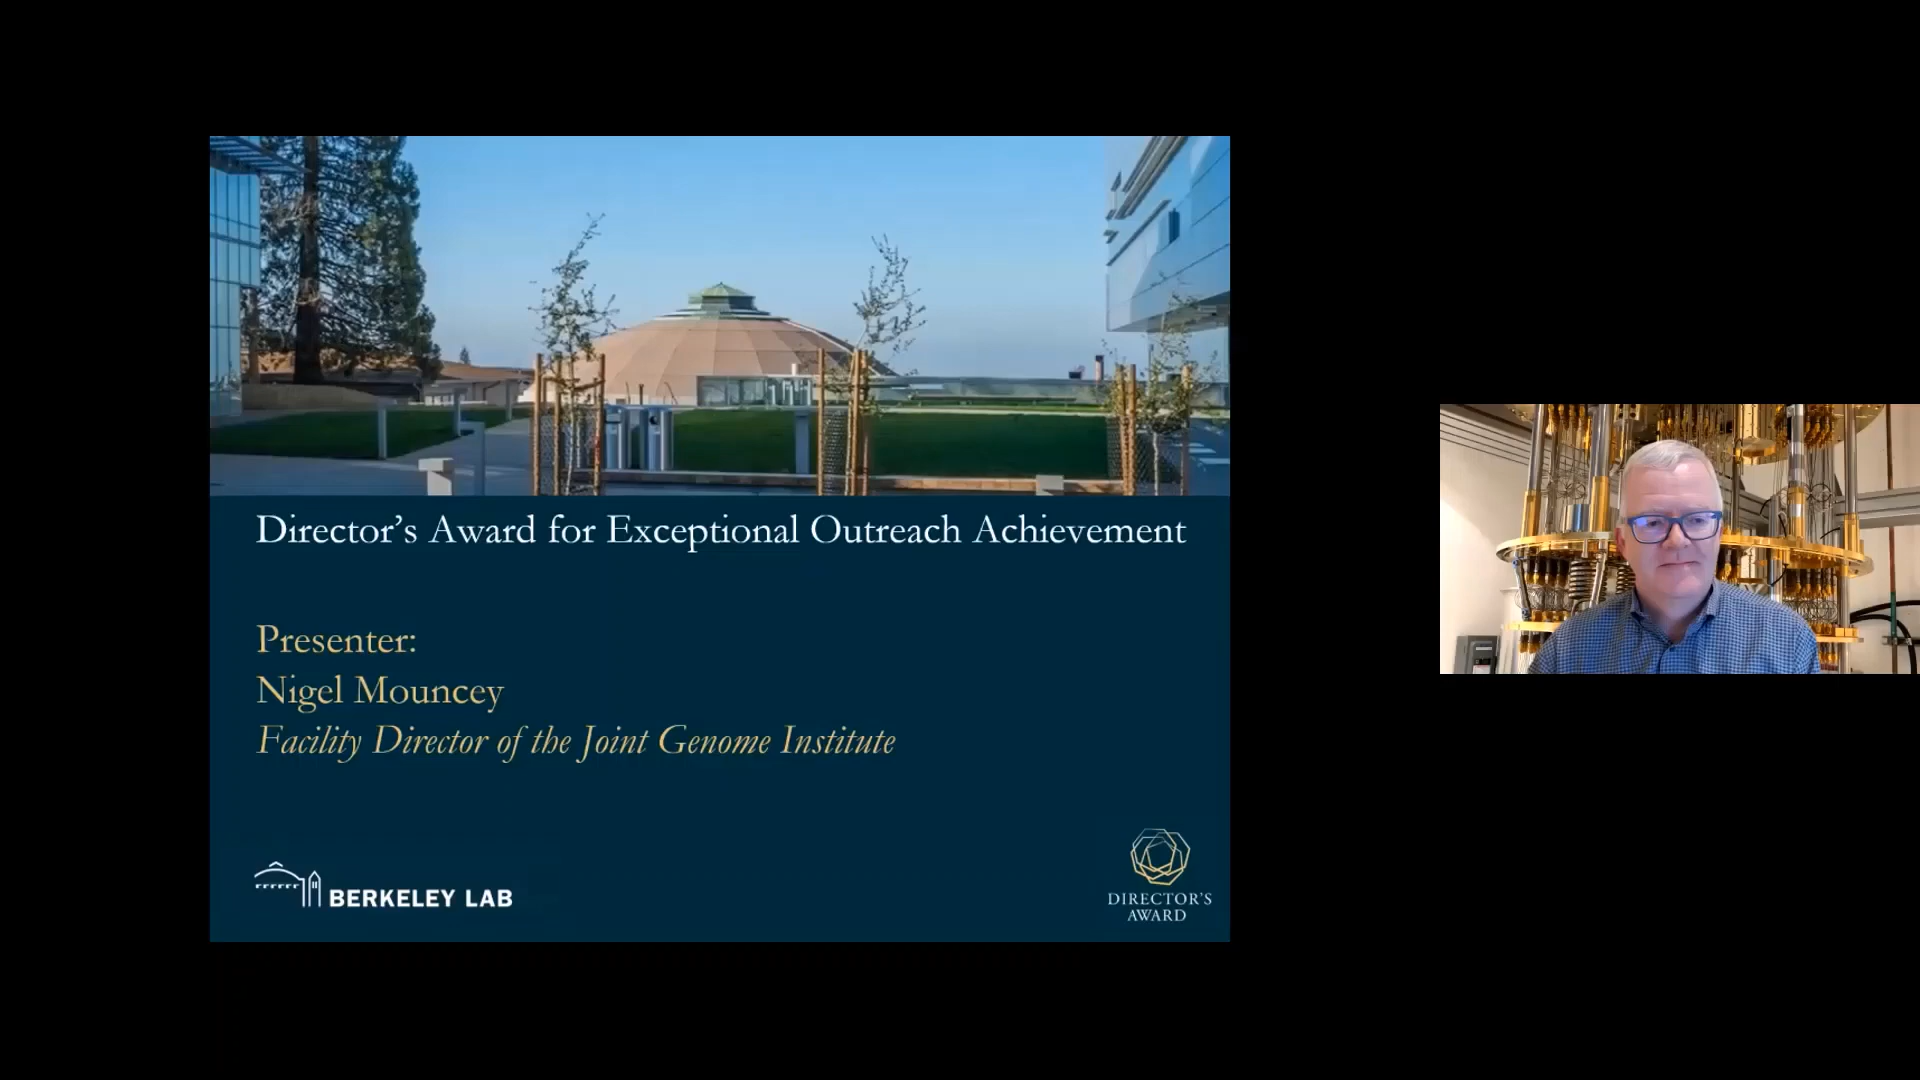 Director's Award for Exceptional Outreach Achievement
Presenter:
Nigel Mouncey
Facility Director of the Joint Genome Institute
BERKELEY LAB
DIRECTOR'S
AWARD